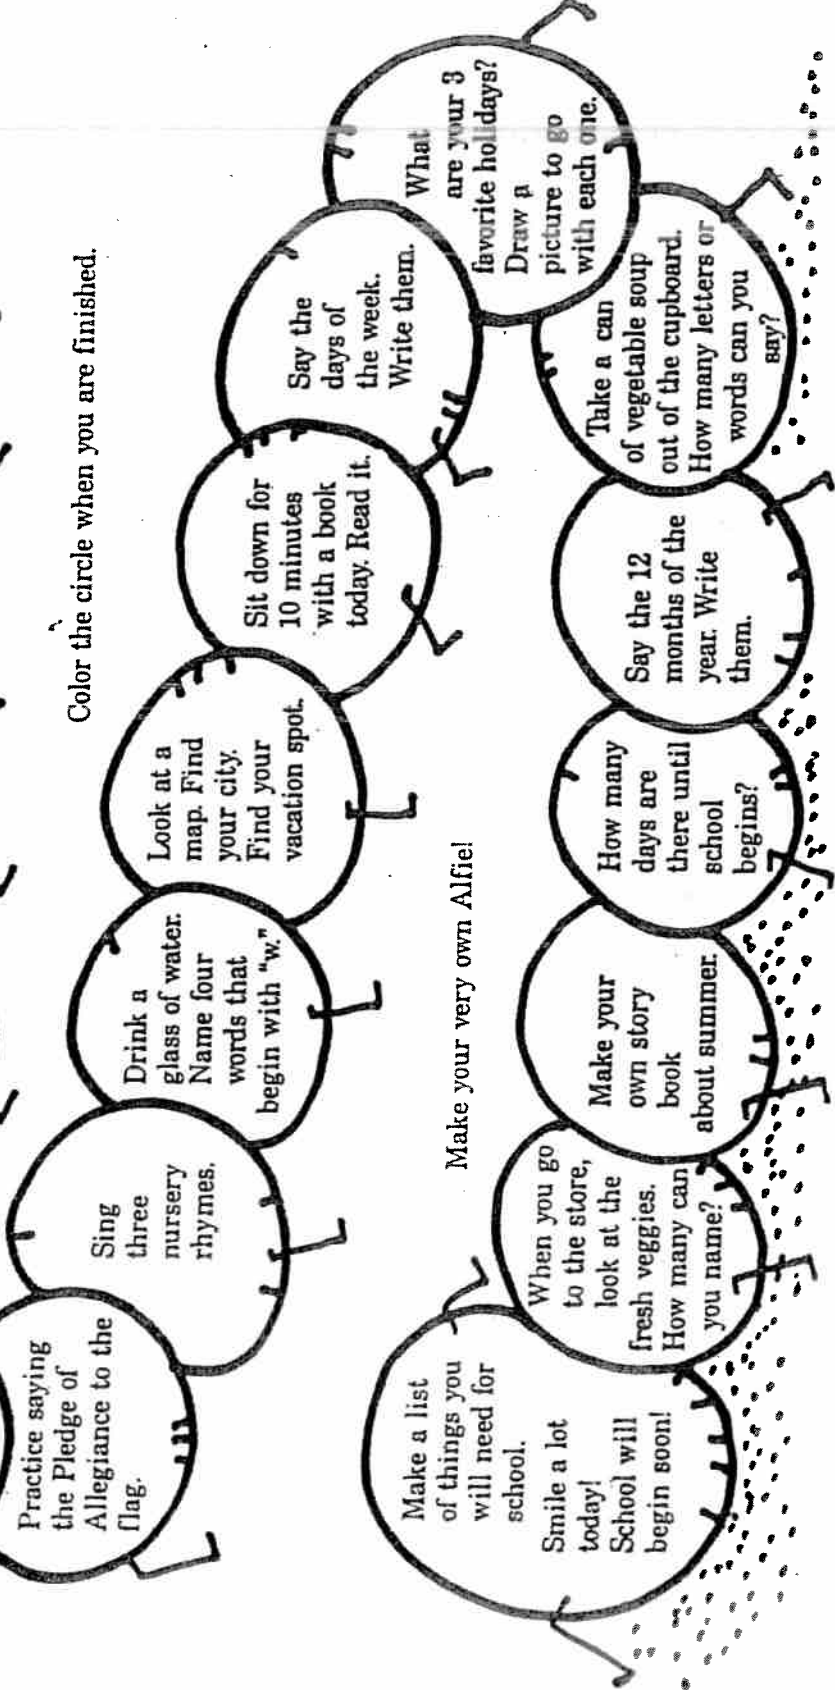 Color the circle when you are finished.
Practice saying
the Pledge of
Allegiance to the
flag.
Sing
three
nursery
rhymes.
Drink a
glass of water.
Name four
words that
begin with “w.”
Look at a
map. Find
your city.
Find your
vacation spot.
Sit down for
10 minutes
with a book
today. Read it.
Say the
days of
the week.
Write them.
What
are your 3
favorite holidays?
Draw a
picture to go
with each one.
Take a can
of vegetable soup
out of the cupboard.
How many letters or
words can you
say?
Say the 12
months of the
year. Write
them.
How many
days are
there until
school
begins?
Make your
own story
book
about summer.
When you go
to the store,
look at the
fresh veggies.
How many can
you name?
Make a list
of things you
will need for
school.
Smile a lot
today!
School will
begin soon!
Make your very own Alfie!